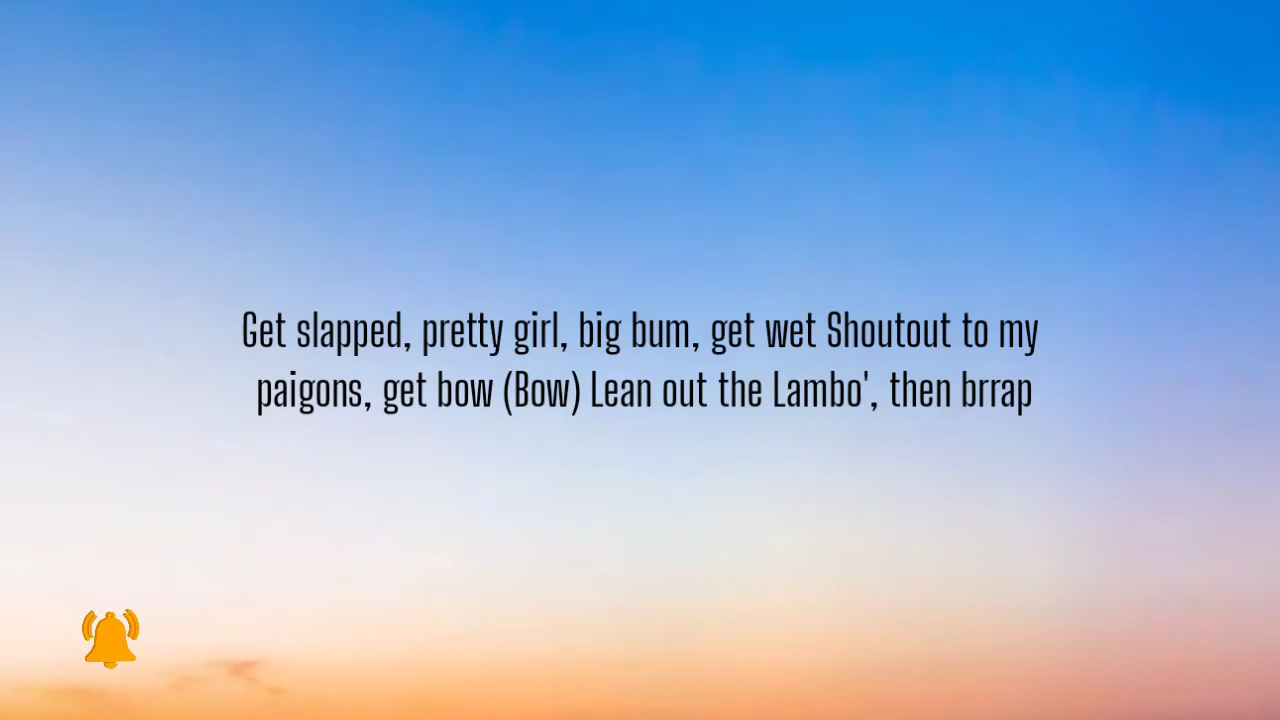 Get slapped, pretty girl, big bum, get wet Shoutout to my
paigons, get bow (Bow) Lean out the Lambo', then brrap